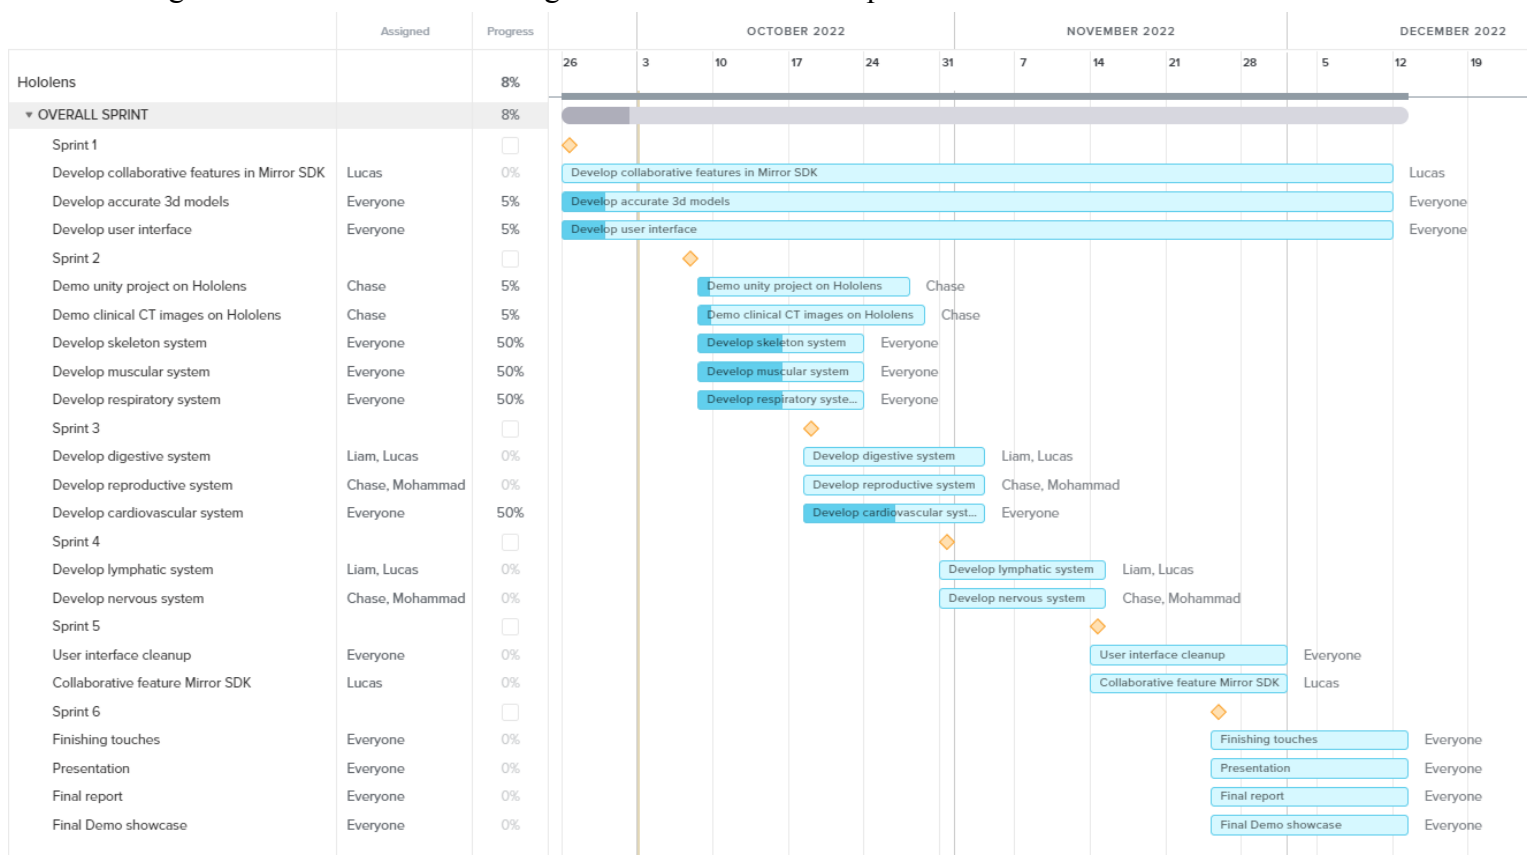 Assigned Progress OCTOBER 2022 NOVEMBER 2022 DECEMBER 2022
26 3 10 17 24 31 7 14 21 28 5 12 19
Hololens 8%
OVERALL SPRINT 8%
Sprint 1
Develop collaborative features in Mirror SDK Lucas 0% Develop collaborative features in Mirror SDK Lucas
Develop accurate 3d models Everyone 5% Develop accurate 3d models Everyone
Develop user interface Everyone 5% Develop user interface Everyone
Sprint 2
Demo unity project on Hololens Chase 5% Demo unity project on Hololens Chase
Demo clinical CT images on Hololens Chase 5% Demo clinical CT images on Hololens Chase
Develop skeleton system Everyone 50% Develop skeleton system Everyone
Develop muscular system Everyone 50% Develop muscular system Everyone
Develop respiratory system Everyone 50% Develop respiratory syste... Everyone
Sprint 3
Develop digestive system Liam, Lucas 0% Develop digestive system Liam, Lucas
Develop reproductive system Chase, Mohammad 0% Develop reproductive system Chase, Mohammad
Develop cardiovascular system Everyone 50% Develop cardiovascular syst... Everyone
Sprint 4
Develop lymphatic system Liam, Lucas 0% Develop lymphatic system Liam, Lucas
Develop nervous system Chase, Mohammad 0% Develop nervous system Chase, Mohammad
Sprint 5
User interface cleanup Everyone 0% User interface cleanup Everyone
Collaborative feature Mirror SDK Lucas 0% Collaborative feature Mirror SDK Lucas
Sprint 6
Finishing touches Everyone 0% Finishing touches Everyone
Presentation Everyone 0% Presentation Everyone
Final report Everyone 0% Final report Everyone
Final Demo showcase Everyone 0% Final Demo showcase Everyone